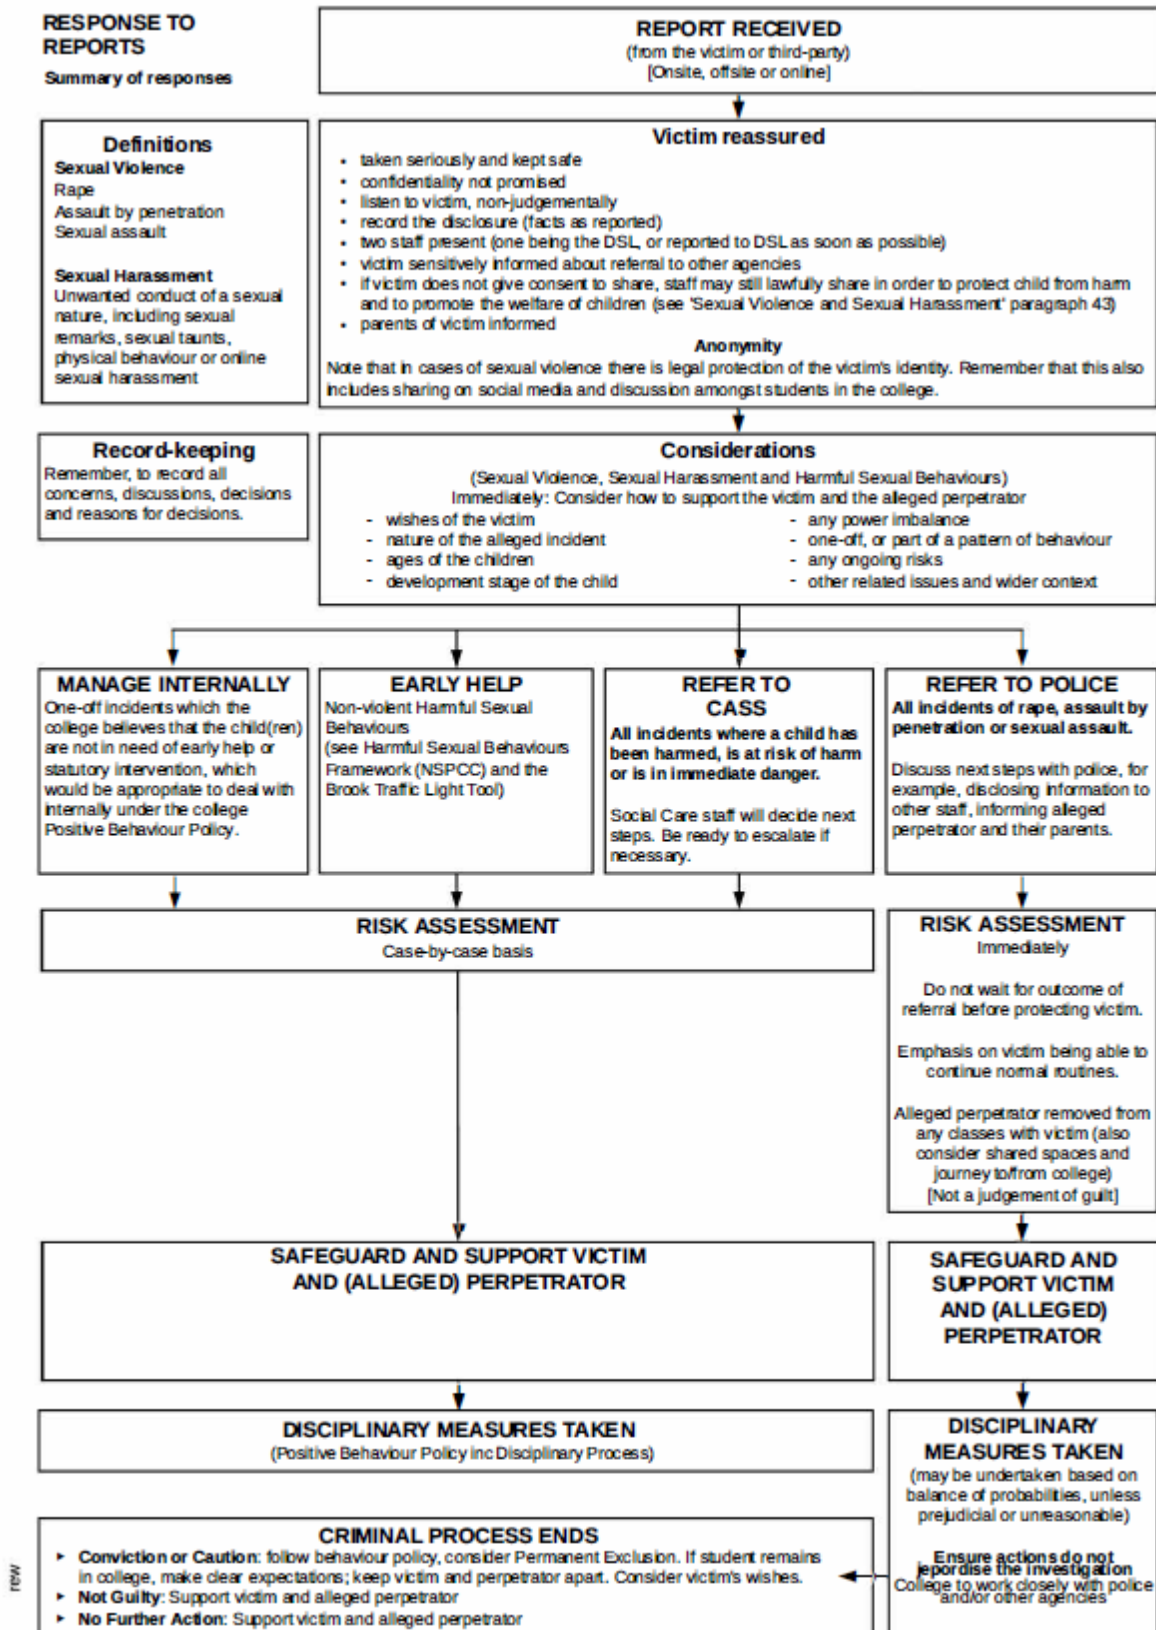 RESPONSE TO
REPORTS
Summary of responses
REPORT RECEIVED
(from the victim or third-party)
[Onsite, offsite or online]
Definitions
Sexual Violence
Rape
Assault by penetration
Sexual assault
Sexual Harassment
Unwanted conduct of a sexual
nature, including sexual
remarks, sexual taunts,
physical behaviour or online
sexual harassment
Victim reassured
• taken seriously and kept safe
• confidentiality not promised
• listen to victim, non-judgementally
• record the disclosure (facts as reported)
• two staff present (one being the DSL, or reported to DSL as soon as possible)
• victim sensitively informed about referral to other agencies
• if victim does not give consent to share, staff may still lawfully share in order to protect child from harm
and to promote the welfare of children (see 'Sexual Violence and Sexual Harassment' paragraph 43)
• parents of victim informed
Anonymity
Note that in cases of sexual violence there is legal protection of the victim's identity. Remember that this also
includes sharing on social media and discussion amongst students in the college.
Record-keeping
Remember, to record all
concerns, discussions, decisions
and reasons for decisions.
Considerations
(Sexual Violence, Sexual Harassment and Harmful Sexual Behaviours)
Immediately: Consider how to support the victim and the alleged perpetrator
- wishes of the victim
- nature of the alleged incident
- ages of the children
- development stage of the child
- any power imbalance
- one-off, or part of a pattern of behaviour
- any ongoing risks
- other related issues and wider context
MANAGE INTERNALLY
One-off incidents which the
college believes that the child(ren)
are not in need of early help or
statutory intervention, which
would be appropriate to deal with
internally under the college
Positive Behaviour Policy.
EARLY HELP
Non-violent Harmful Sexual
Behaviours
(see Harmful Sexual Behaviours
Framework (NSPCC) and the
Brook Traffic Light Tool)
REFER TO
CASS
All incidents where a child has
been harmed, is at risk of harm
or is in immediate danger.
Social Care staff will decide next
steps. Be ready to escalate if
necessary.
REFER TO POLICE
All incidents of rape, assault by
penetration or sexual assault.
Discuss next steps with police, for
example, disclosing information to
other staff, informing alleged
perpetrator and their parents.
RISK ASSESSMENT
Case-by-case basis
RISK ASSESSMENT
Immediately
Do not wait for outcome of
referral before protecting victim.
Emphasis on victim being able to
continue normal routines.
Alleged perpetrator removed from
any classes with victim (also
consider shared spaces and
journey to/from college)
[Not a judgement of guilt]
SAFEGUARD AND SUPPORT VICTIM
AND (ALLEGED) PERPETRATOR
SAFEGUARD AND
SUPPORT VICTIM
AND (ALLEGED)
PERPETRATOR
DISCIPLINARY MEASURES TAKEN
(Positive Behaviour Policy inc Disciplinary Process)
DISCIPLINARY
MEASURES TAKEN
(may be undertaken based on
balance of probabilities, unless
prejudicial or unreasonable)
Ensure actions do not
jepordise the investigation
College to work closely with police
and/or other agencies
CRIMINAL PROCESS ENDS
► Conviction or Caution: follow behaviour policy, consider Permanent Exclusion. If student remains
in college, make clear expectations; keep victim and perpetrator apart. Consider victim's wishes.
► Not Guilty: Support victim and alleged perpetrator
► No Further Action: Support victim and alleged perpetrator
rew